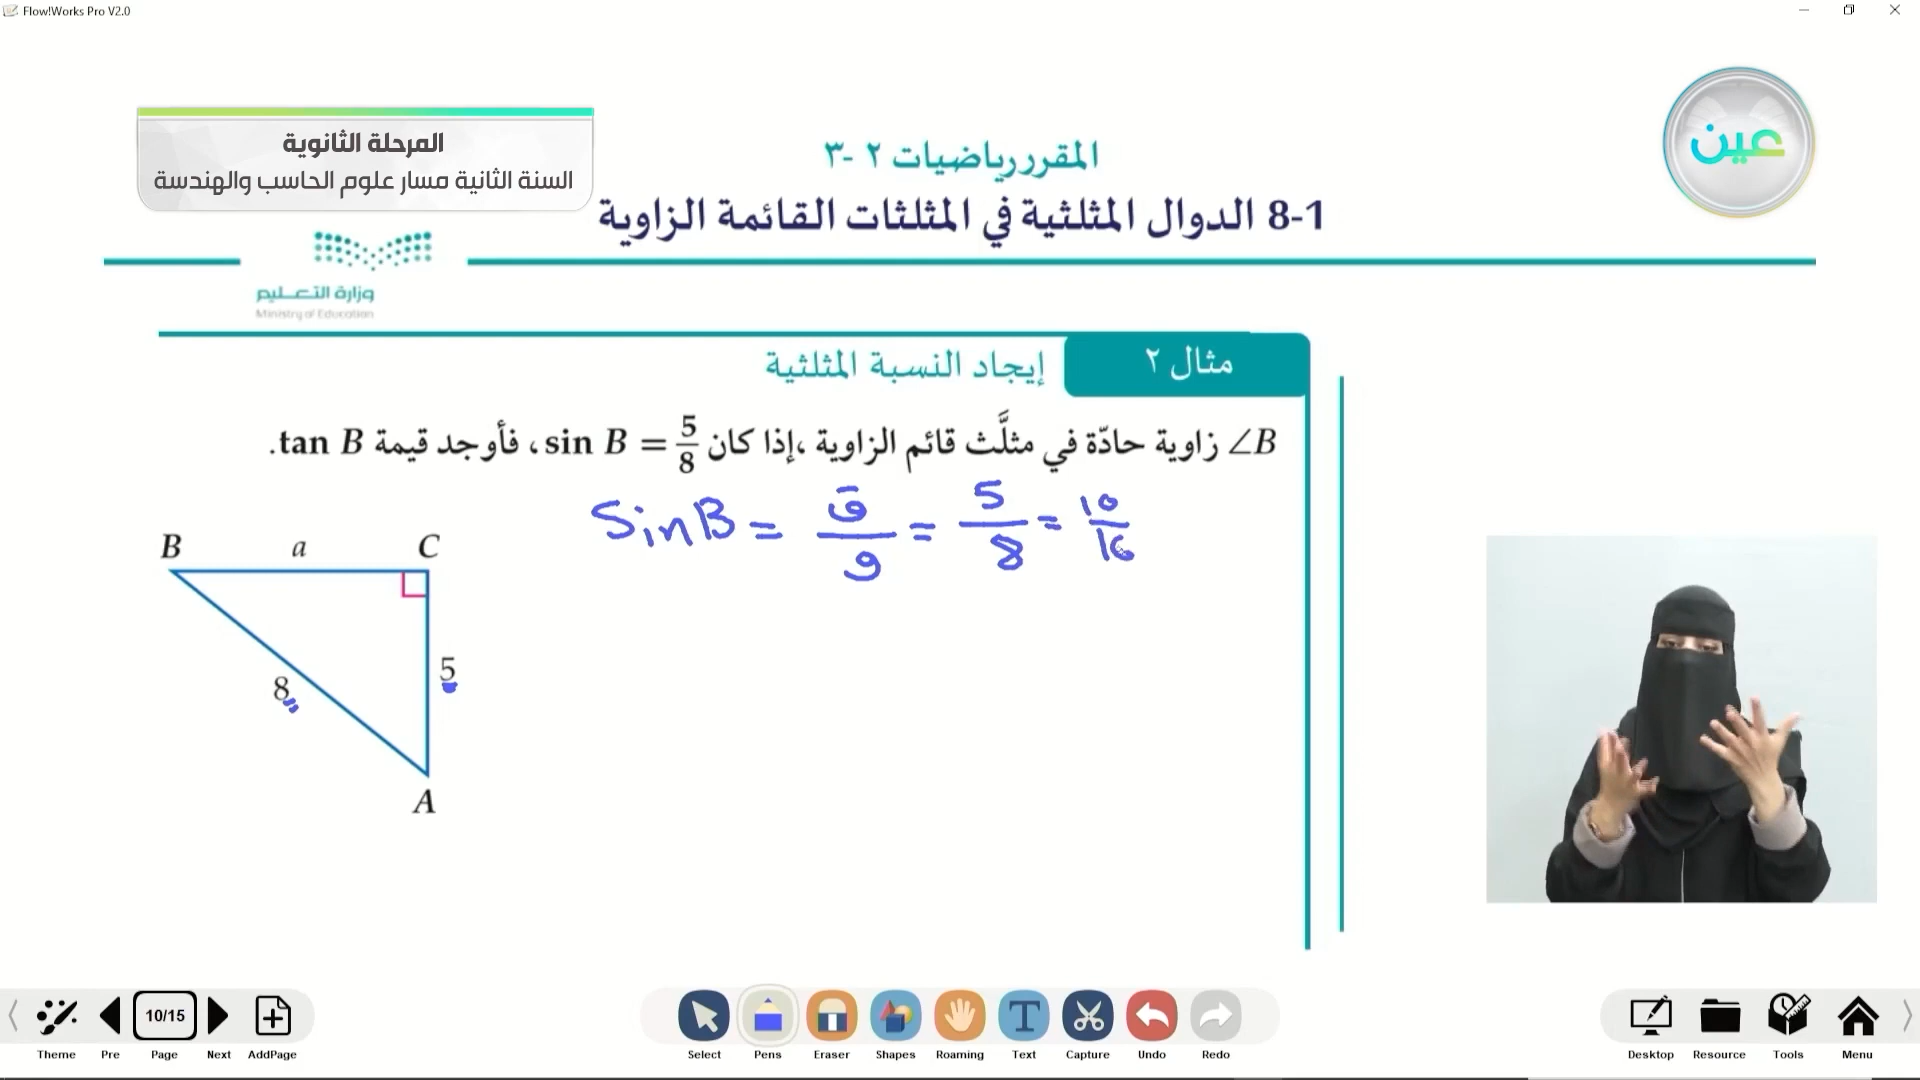 Flow!Works Pro V2.0
المرحلة الثانوية
السنة الثانية مسار علوم الحاسب والهندسة
عين
المقرر رياضيات ٢ -٣
8-1 الدوال المثلثية في المثلثات القائمة الزاوية
وزارة التعـــليم
Ministry of Education
مثال ٢
إيجاد النسبة المثلثية
∠B زاوية حادّة في مثلَّث قائم الزاوية ،إذا كان sin B = 5/8 ، فأوجد قيمة tan B.
SinB = ق/و = 5/8 = 10/16
B a C
5
8
A
10/15
Theme Pre Page Next AddPage
Select Pens Eraser Shapes Roaming Text Capture Undo Redo
Desktop Resource Tools Menu